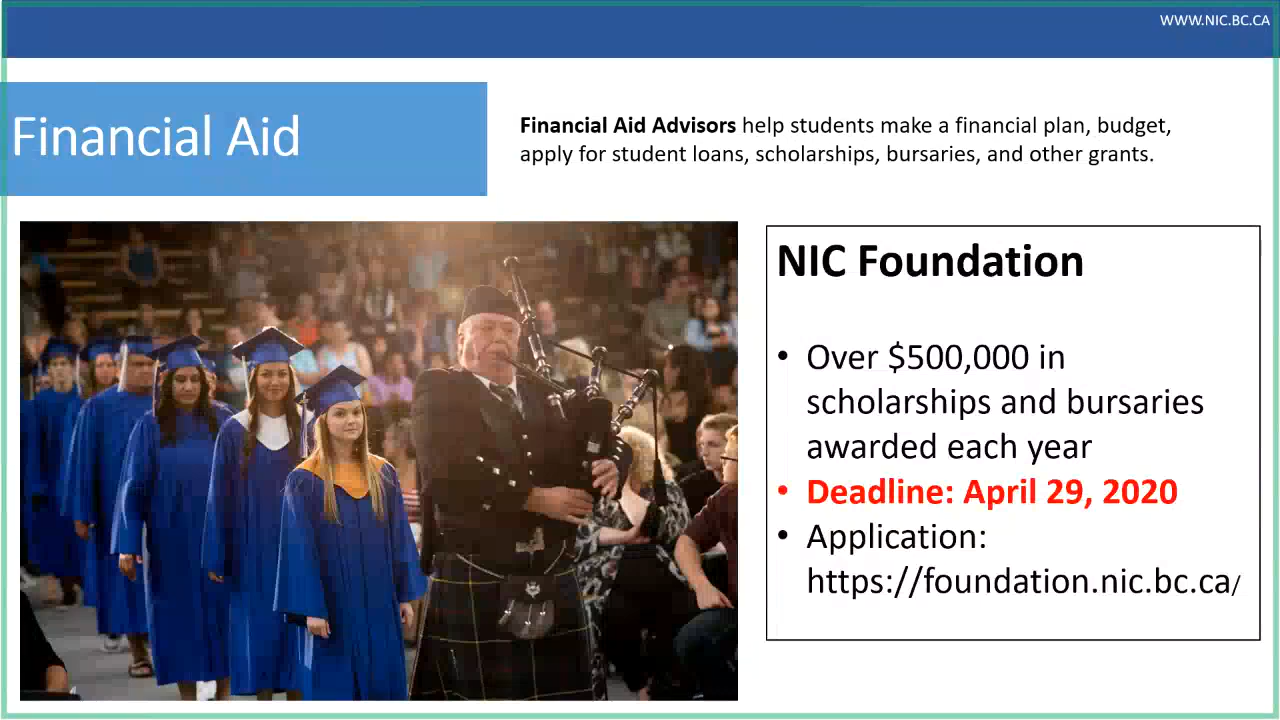 WWW.NIC.BC.CA
Financial Aid
Financial Aid Advisors help students make a financial plan, budget,
apply for student loans, scholarships, bursaries, and other grants.
NIC Foundation
• Over $500,000 in
scholarships and bursaries
awarded each year
• Deadline: April 29, 2020
• Application:
https://foundation.nic.bc.ca/